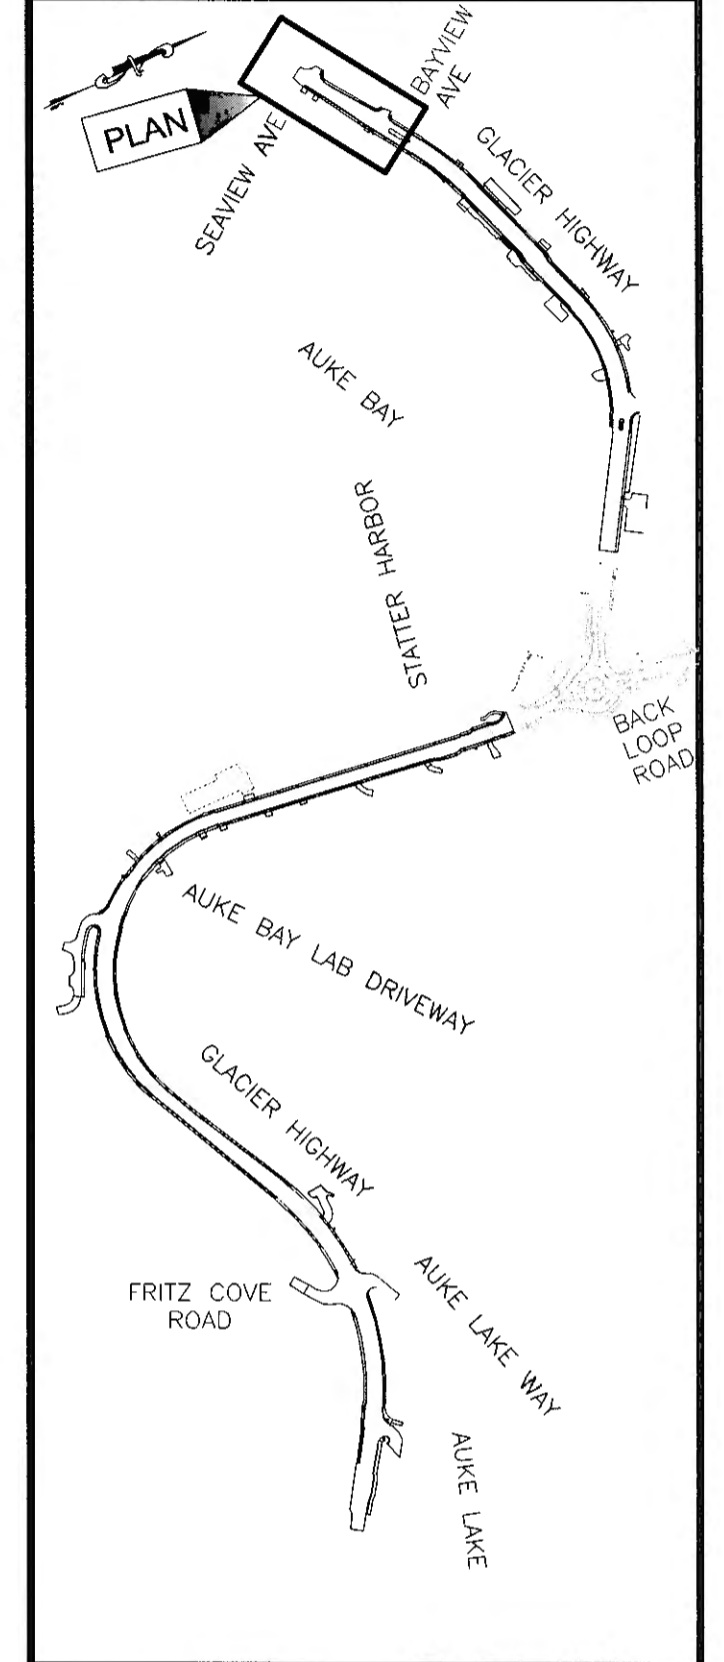 BAYVIEW
AVE
PLAN
SEAVIEW AVE
GLACIER HIGHWAY
AUKE BAY
STATTER HARBOR
BACK
LOOP
ROAD
AUKE BAY LAB DRIVEWAY
GLACIER HIGHWAY
FRITZ COVE
ROAD
AUKE LAKE WAY
AUKE LAKE